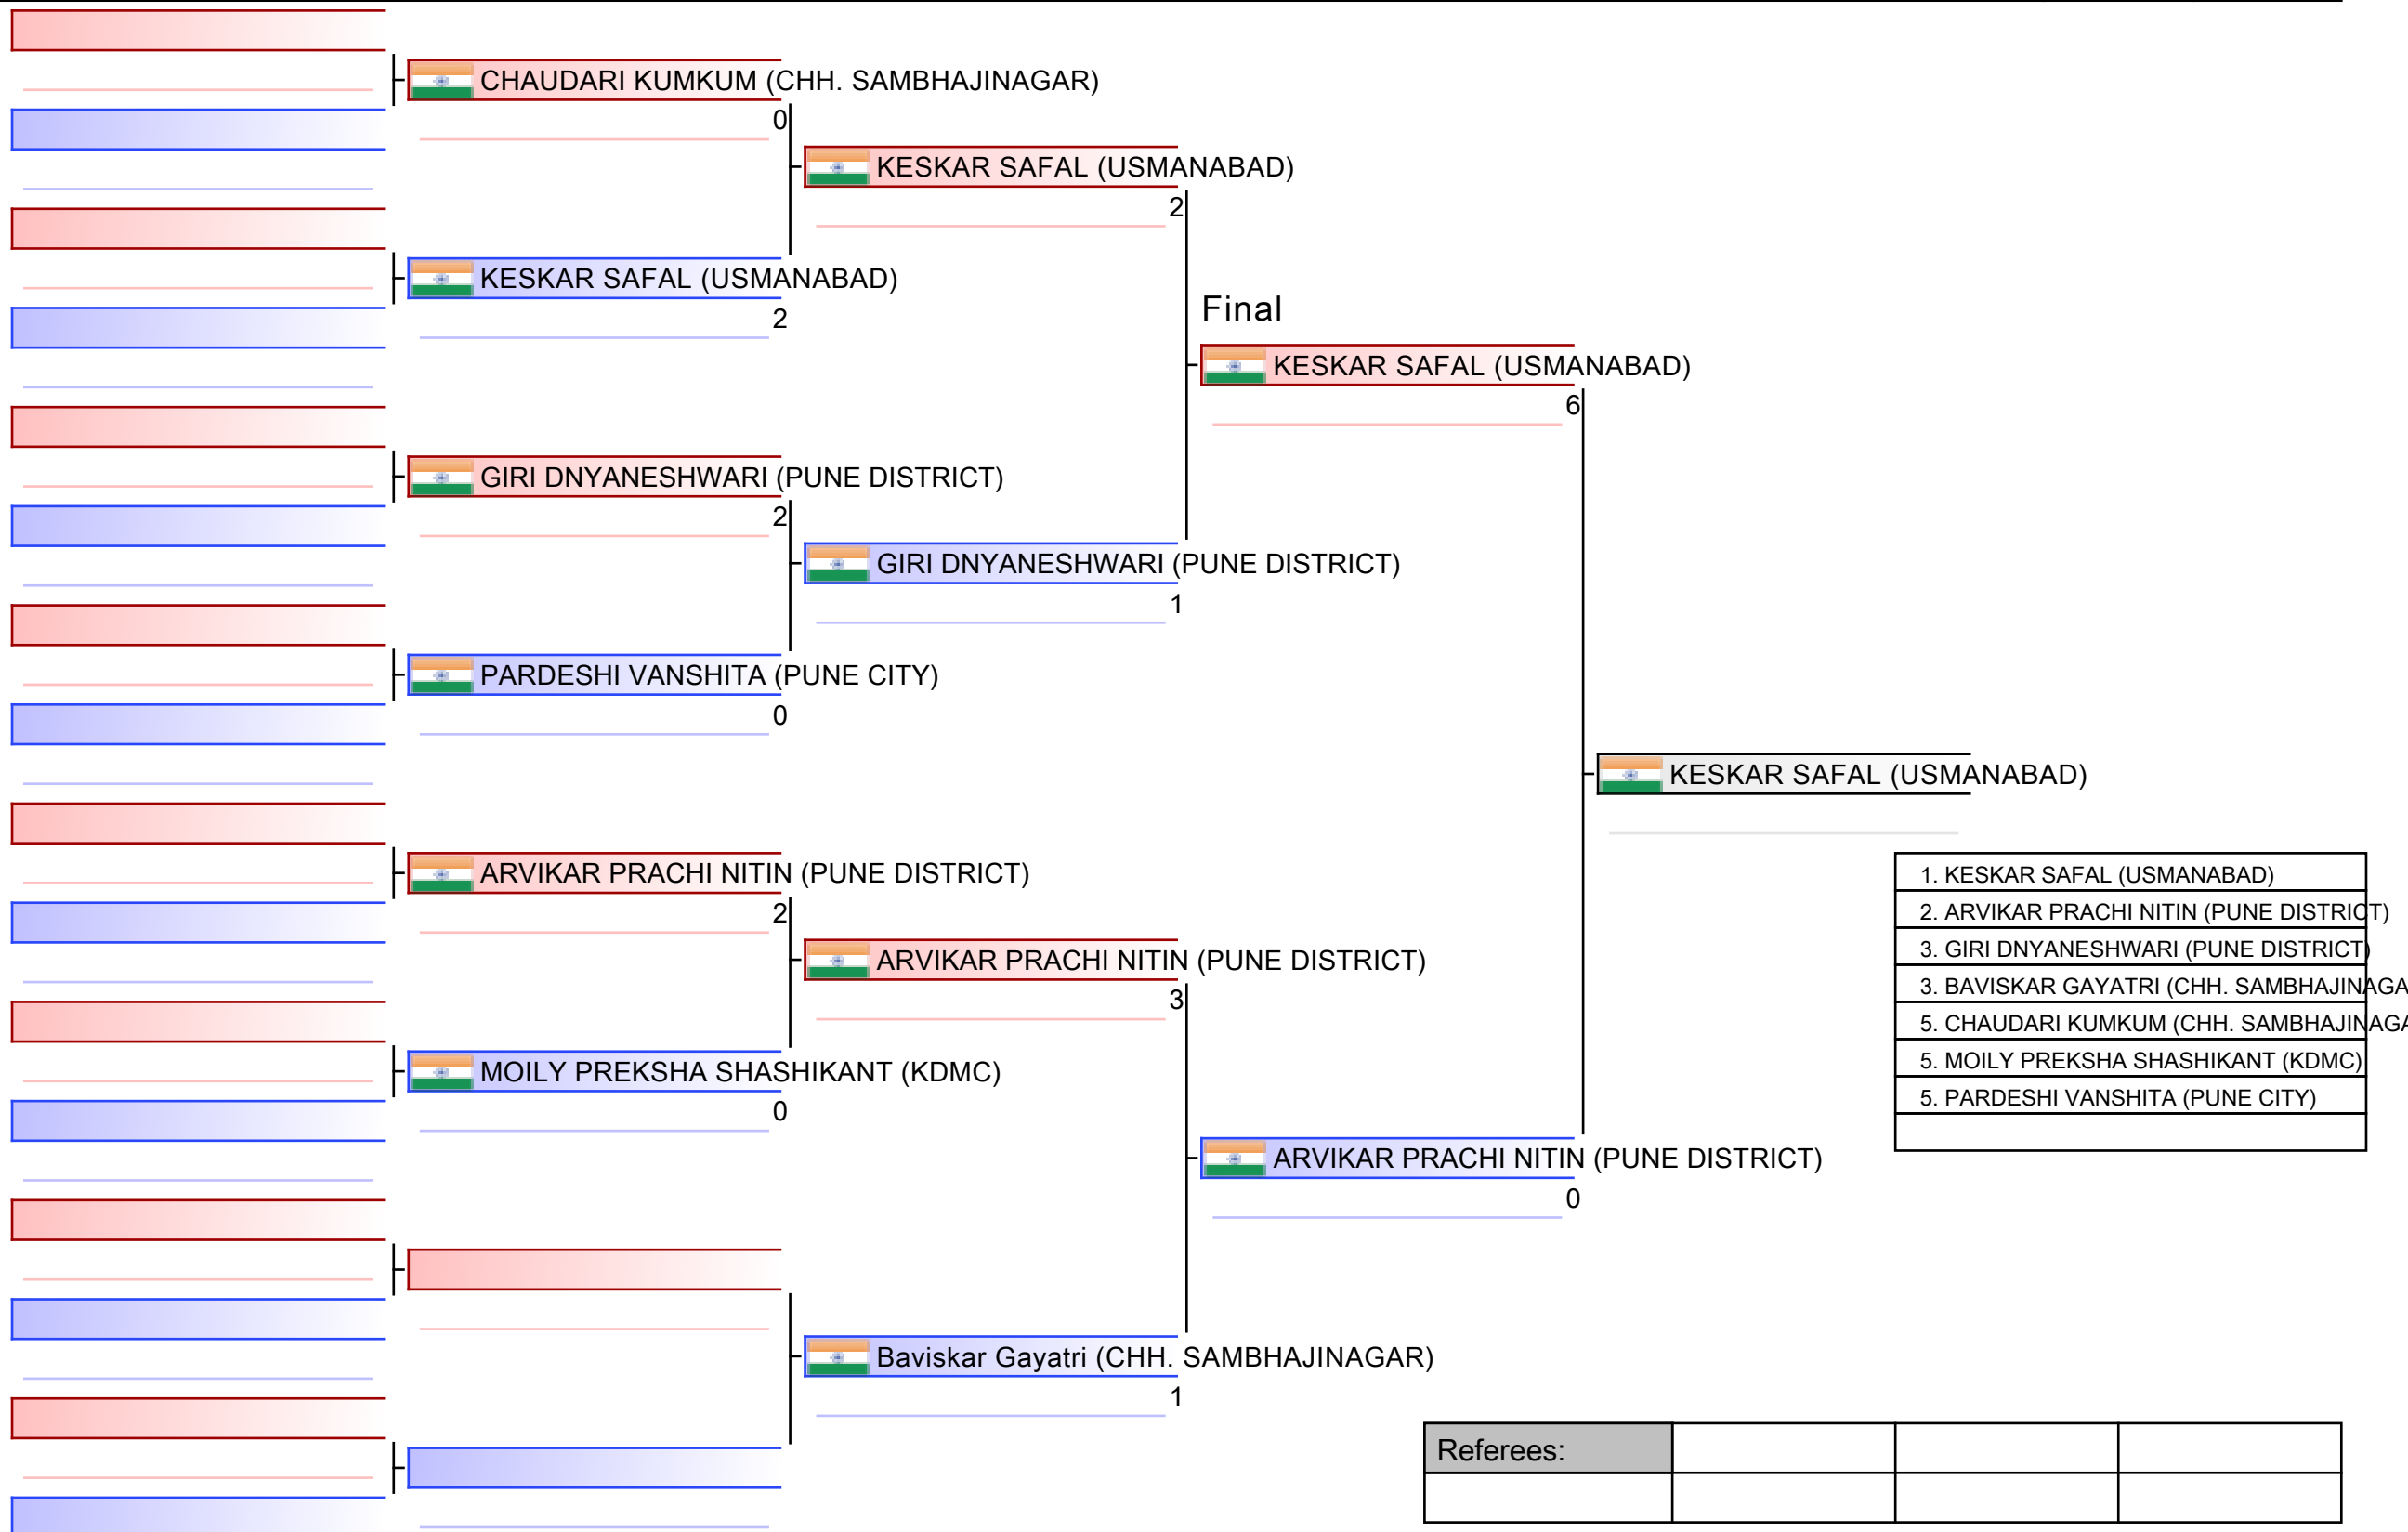 CHAUDARI KUMKUM (CHH. SAMBHAJINAGAR)
0
KESKAR SAFAL (USMANABAD)
2
KESKAR SAFAL (USMANABAD)
2
Final
KESKAR SAFAL (USMANABAD)
6
GIRI DNYANESHWARI (PUNE DISTRICT)
2
GIRI DNYANESHWARI (PUNE DISTRICT)
1
PARDESHI VANSHITA (PUNE CITY)
0
KESKAR SAFAL (USMANABAD)
ARVIKAR PRACHI NITIN (PUNE DISTRICT)
2
ARVIKAR PRACHI NITIN (PUNE DISTRICT)
3
MOILY PREKSHA SHASHIKANT (KDMC)
0
ARVIKAR PRACHI NITIN (PUNE DISTRICT)
0
Baviskar Gayatri (CHH. SAMBHAJINAGAR)
1
1. KESKAR SAFAL (USMANABAD)
2. ARVIKAR PRACHI NITIN (PUNE DISTRICT)
3. GIRI DNYANESHWARI (PUNE DISTRICT)
3. BAVISKAR GAYATRI (CHH. SAMBHAJINAGA
5. CHAUDARI KUMKUM (CHH. SAMBHAJINAGA
5. MOILY PREKSHA SHASHIKANT (KDMC)
5. PARDESHI VANSHITA (PUNE CITY)
Referees: